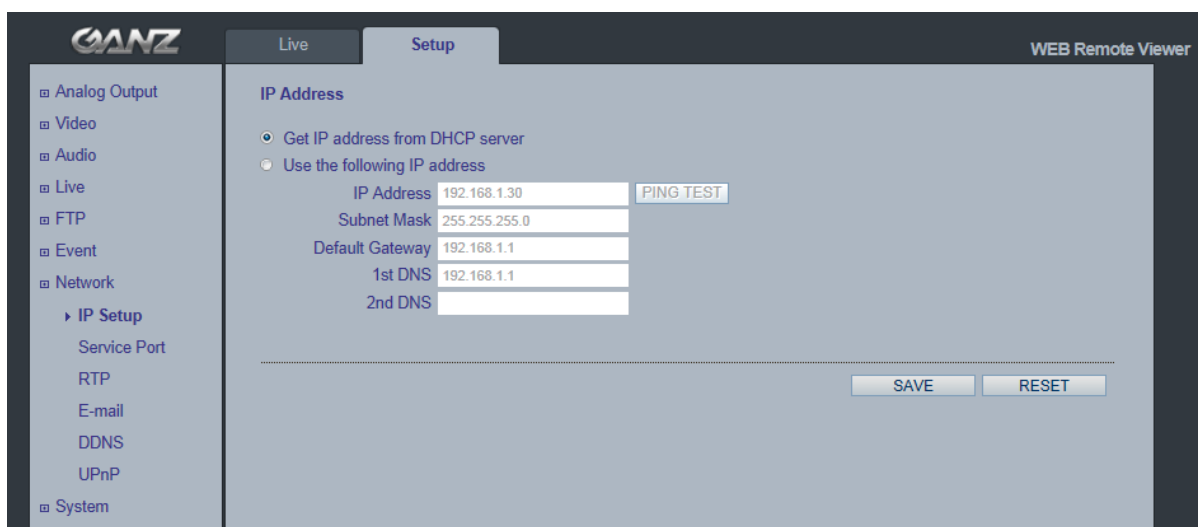 GANZ
Live
Setup
WEB Remote Viewer
Analog Output
Video
Audio
Live
FTP
Event
Network
IP Setup
Service Port
RTP
E-mail
DDNS
UPnP
System
IP Address
Get IP address from DHCP server
Use the following IP address
IP Address 192.168.1.30 PING TEST
Subnet Mask 255.255.255.0
Default Gateway 192.168.1.1
1st DNS 192.168.1.1
2nd DNS
SAVE RESET